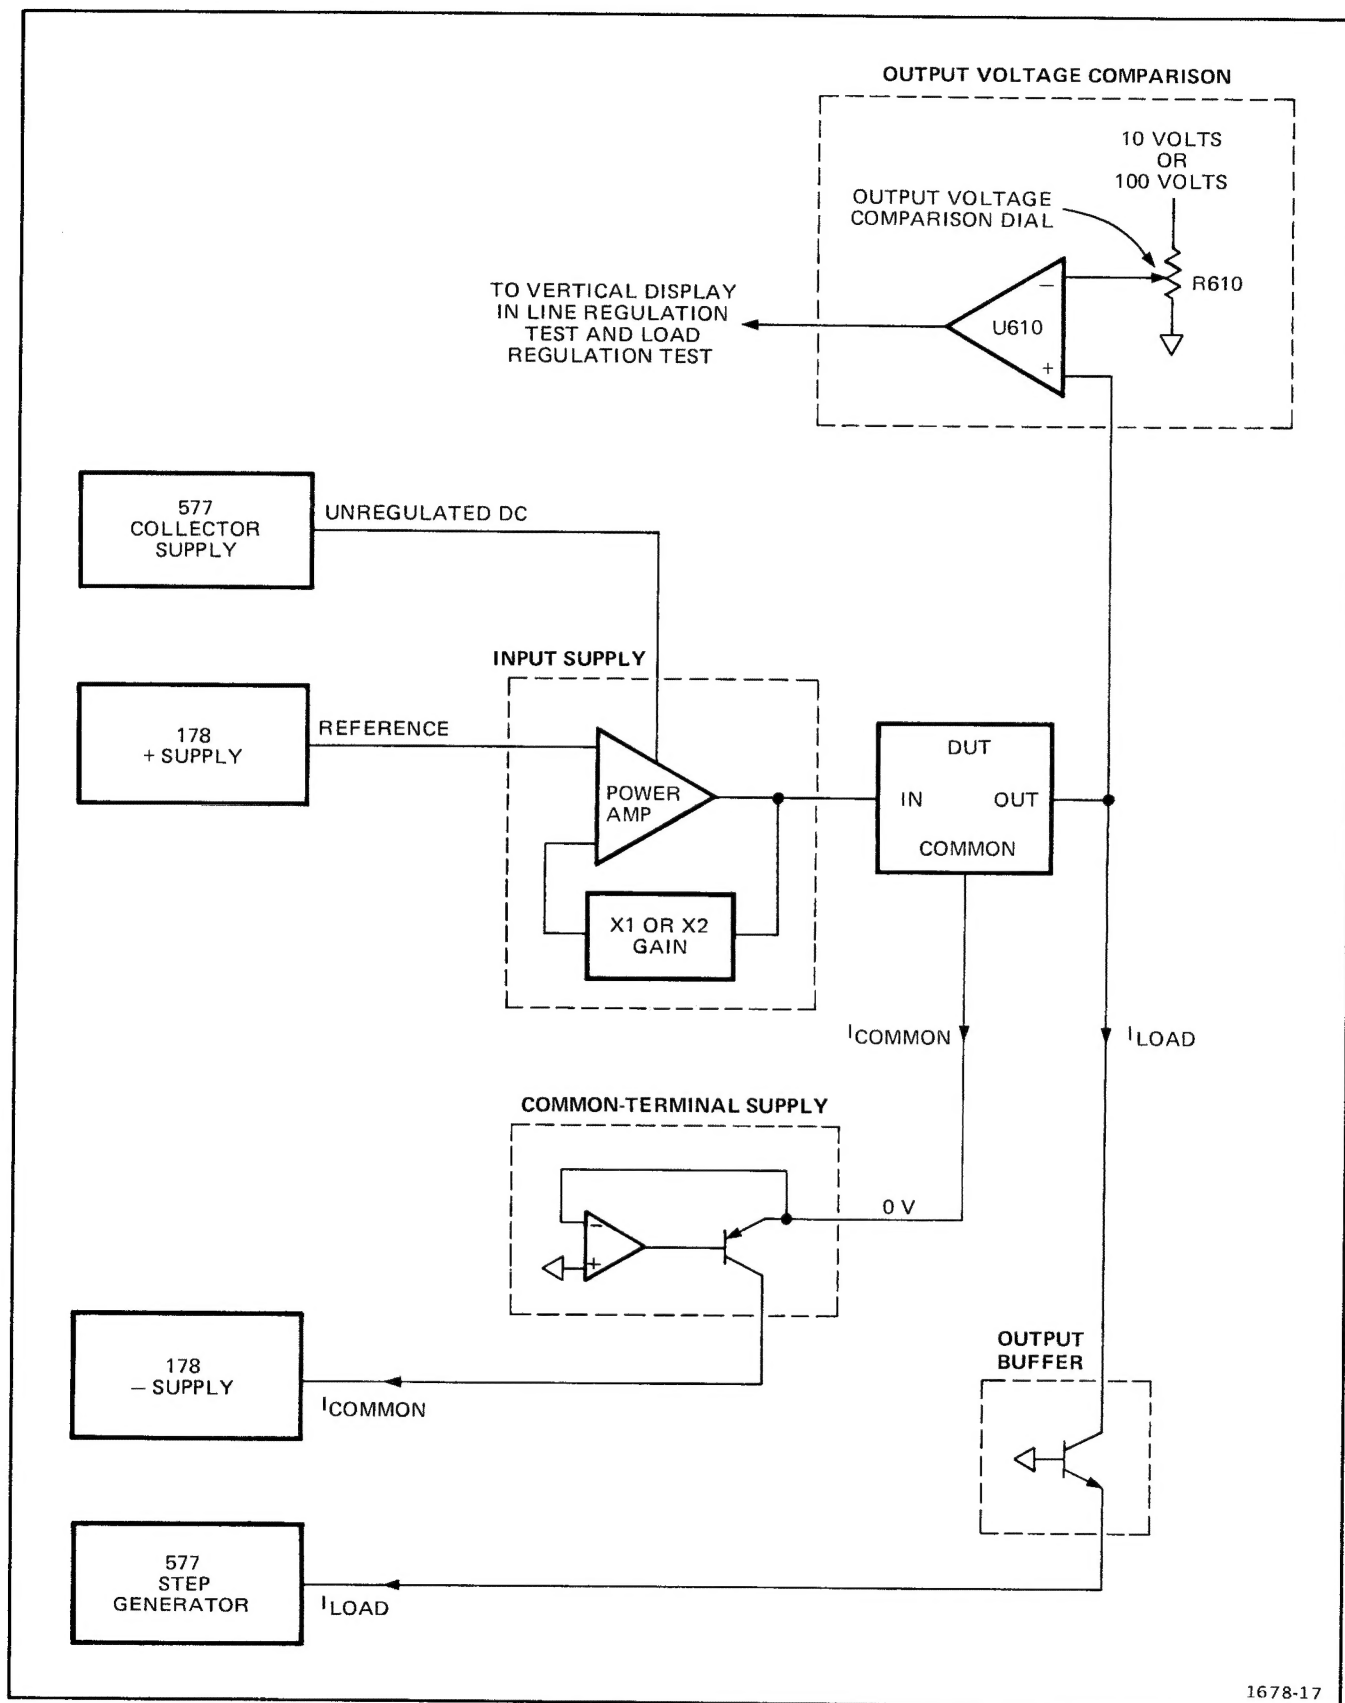 OUTPUT VOLTAGE COMPARISON
10 VOLTS
OR
100 VOLTS
OUTPUT VOLTAGE
COMPARISON DIAL
R610
−
U610
+
TO VERTICAL DISPLAY
IN LINE REGULATION
TEST AND LOAD
REGULATION TEST
577
COLLECTOR
SUPPLY
UNREGULATED DC
INPUT SUPPLY
178
+ SUPPLY
REFERENCE
POWER
AMP
X1 OR X2
GAIN
DUT
IN OUT
COMMON
ICOMMON
ILOAD
COMMON-TERMINAL SUPPLY
−
+
0 V
178
− SUPPLY
ICOMMON
OUTPUT
BUFFER
577
STEP
GENERATOR
ILOAD
1678-17